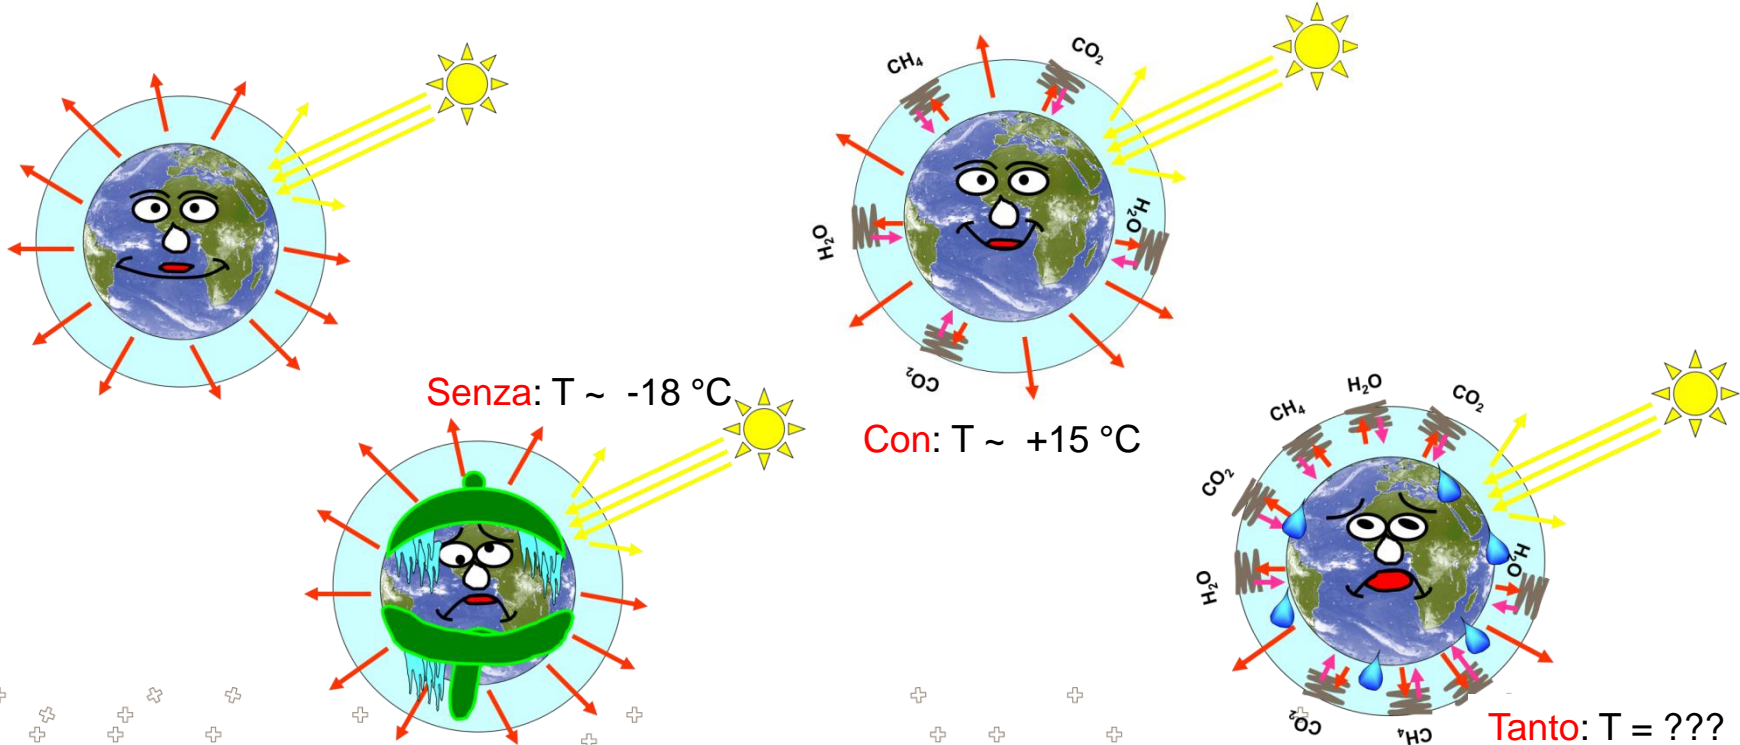 Senza: T ~ -18 °C
CH₄
CO₂
H₂O
H₂O
CO₂
Con: T ~ +15 °C
CO₂
CH₄
H₂O
CO₂
H₂O
H₂O
CO₂
CH₄
Tanto: T = ???